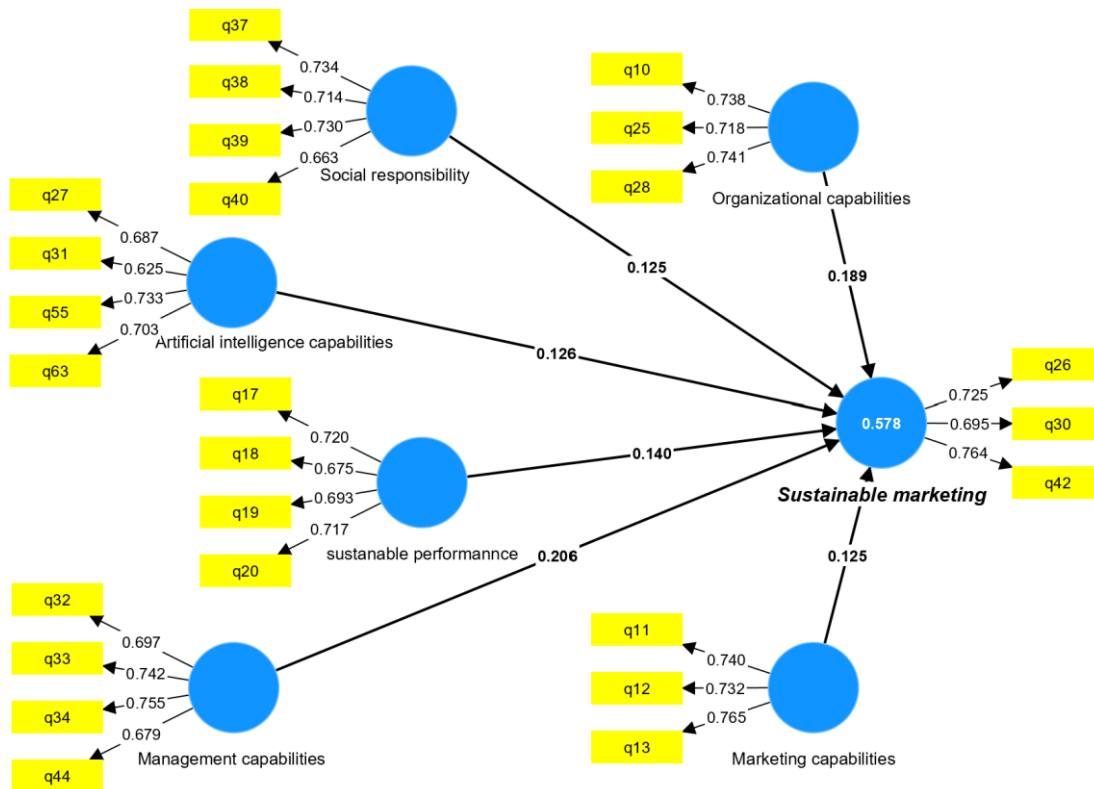 q37
q38
q39
q40
0.734
0.714
0.730
0.663
Social responsibility
q10
q25
q28
0.738
0.718
0.741
Organizational capabilities
q27
q31
q55
q63
0.687
0.625
0.733
0.703
Artificial intelligence capabilities
0.125
0.189
0.126
q17
q18
q19
q20
0.720
0.675
0.693
0.717
sustanable performannce
0.140
0.578
Sustainable marketing
0.725
0.695
0.764
q26
q30
q42
q32
q33
q34
q44
0.697
0.742
0.755
0.679
Management capabilities
0.206
0.125
q11
q12
q13
0.740
0.732
0.765
Marketing capabilities